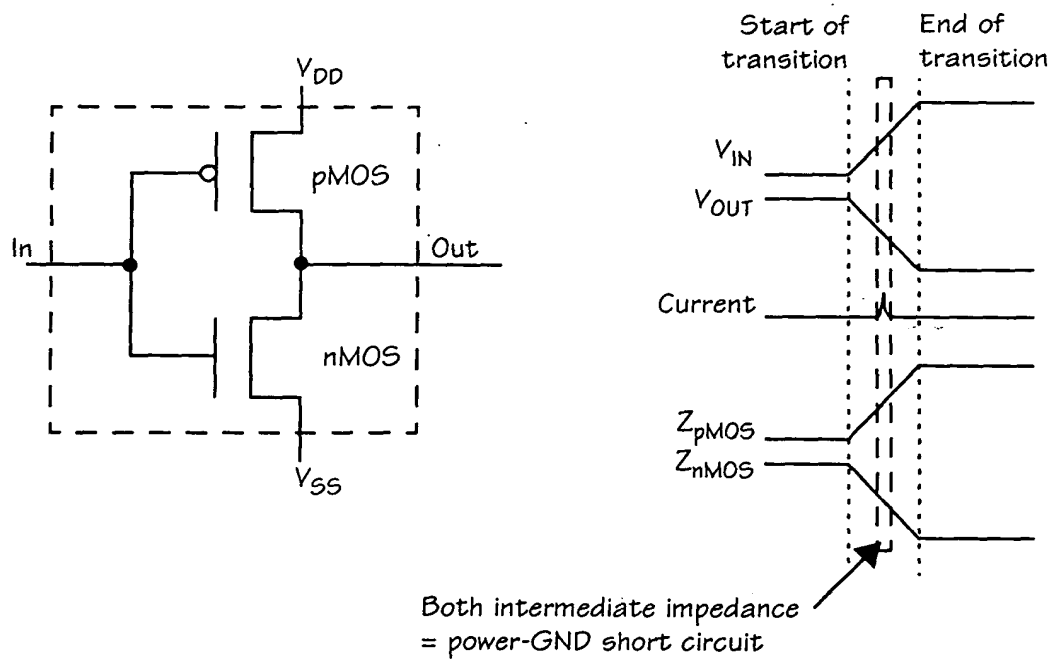 V_DD
pMOS
In
Out
nMOS
V_SS
Start of
transition
End of
transition
V_IN
V_OUT
Current
Z_pMOS
Z_nMOS
Both intermediate impedance
= power-GND short circuit